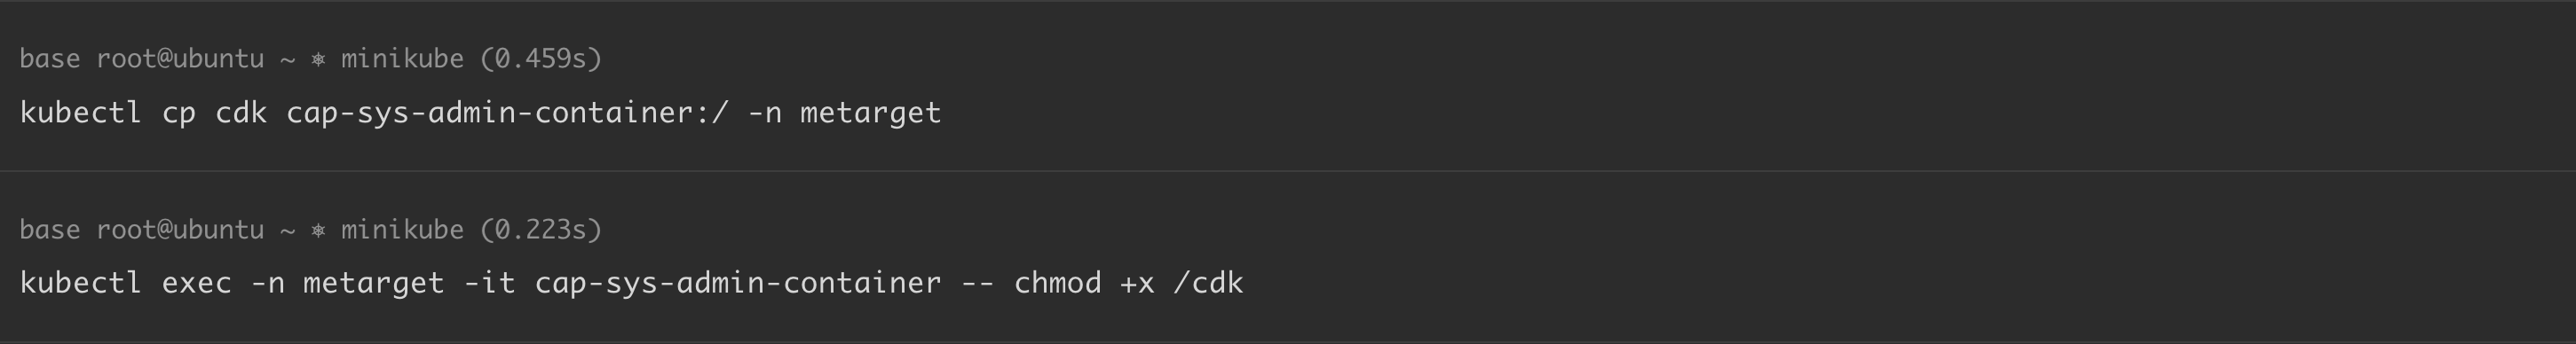 base root@ubuntu ~ ⎈ minikube (0.459s)
kubectl cp cdk cap-sys-admin-container:/ -n metarget
base root@ubuntu ~ ⎈ minikube (0.223s)
kubectl exec -n metarget -it cap-sys-admin-container -- chmod +x /cdk